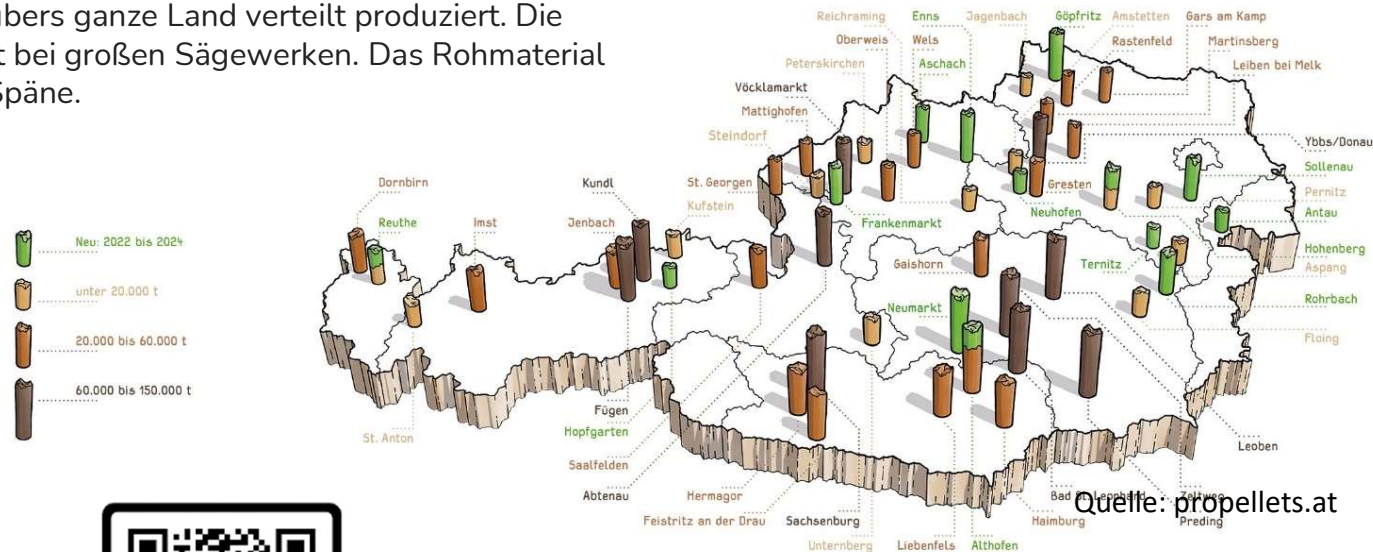 übers ganze Land verteilt produziert. Die
t bei großen Sägewerken. Das Rohmaterial
Späne.
Reichraming Enns Jagenbach Göpfritz Amstetten Gars am Kamp
Oberweis Wels Rastenfeld Martinsberg
Peterskirchen Aschach Leiben bei Melk
Vöcklamarkt
Mattighofen
Steindorf Ybbs/Donau
Sollenau
Dornbirn Kundl St. Georgen Gresten Pernitz
Kufstein Neuhofen Antau
Reuthe Imst Jenbach Frankenmarkt
Neu: 2022 bis 2024 Hohenberg
Gaishorn Ternitz Aspang
unter 20.000 t
Neumarkt Rohrbach
20.000 bis 60.000 t Floing
60.000 bis 150.000 t
Fügen
St. Anton Hopfgarten
Leoben
Saalfelden
Abtenau Hermagor Bad St. Leonhard Zeltweg
Quelle: propellets.at
Feistritz an der Drau Sachsenburg Haimburg Preding
Unternberg Liebenfels Althofen